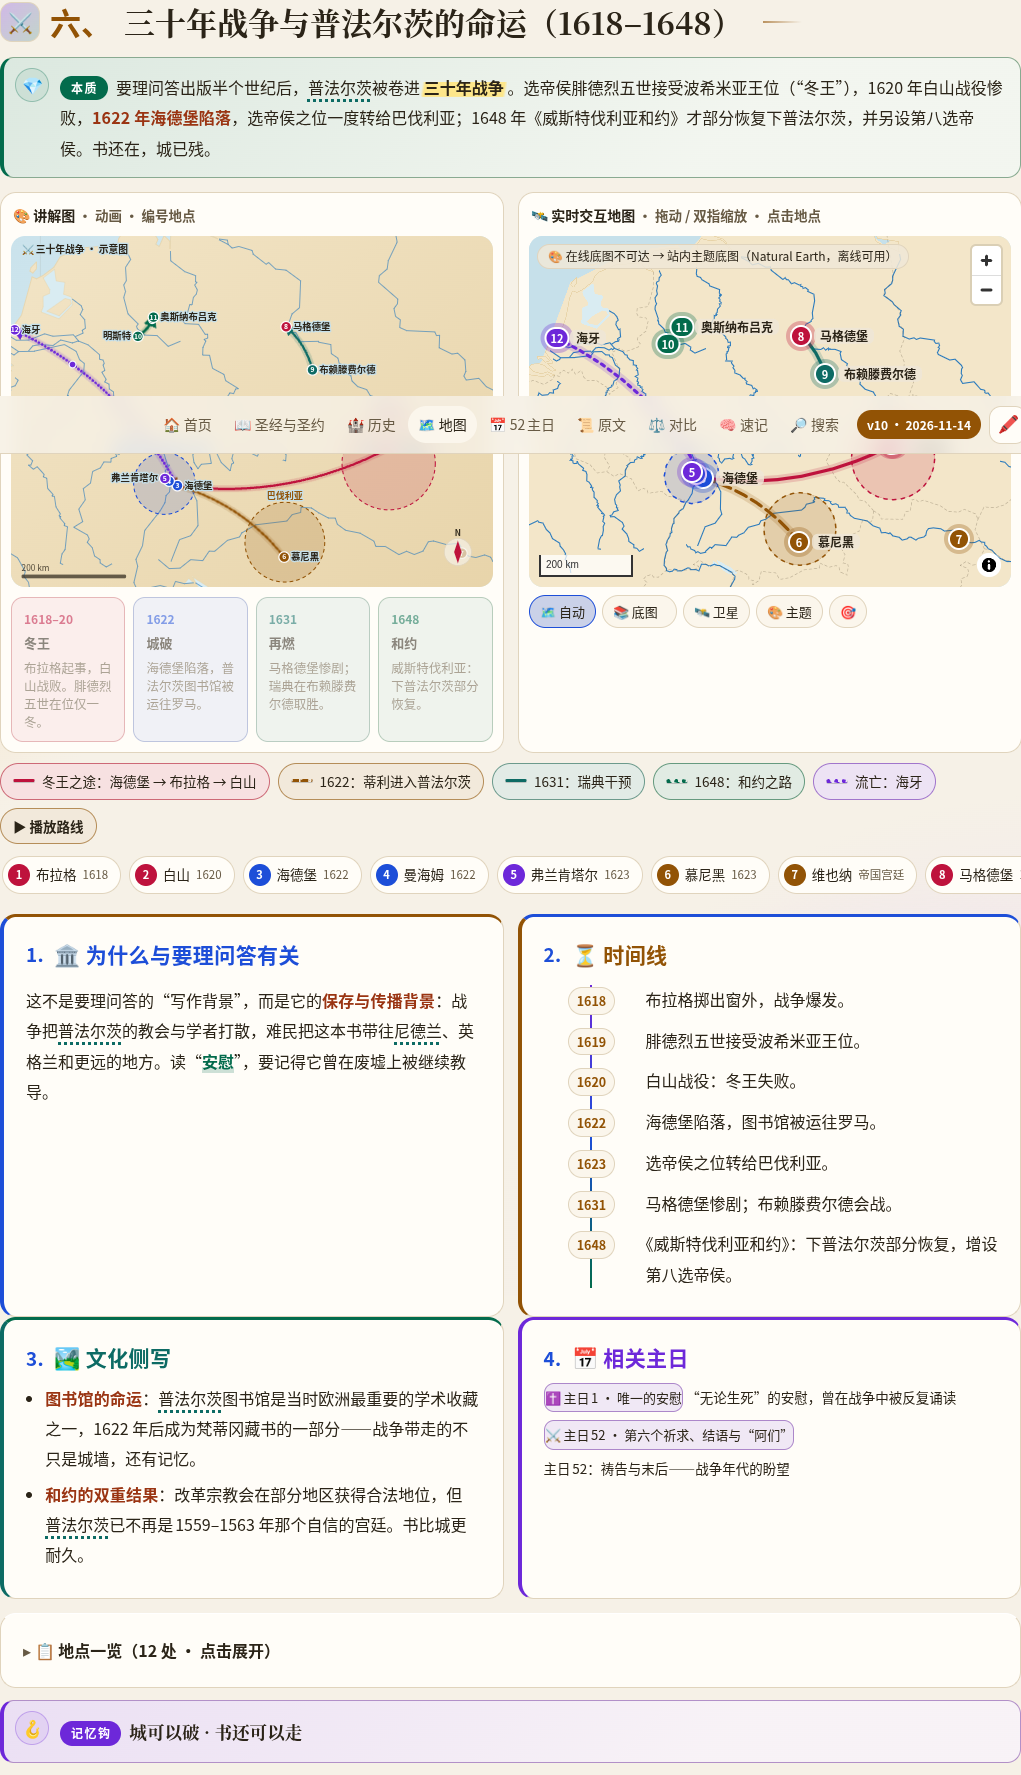 六、 三十年战争与普法尔茨的命运（1618–1648）
本质 要理问答出版半个世纪后，普法尔茨被卷进 三十年战争 。选帝侯腓德烈五世接受波希米亚王位（“冬王”），1620 年白山战役惨
败，1622 年海德堡陷落，选帝侯之位一度转给巴伐利亚；1648 年《威斯特伐利亚和约》才部分恢复下普法尔茨，并另设第八选帝
侯。书还在，城已残。
讲解图 · 动画 · 编号地点
三十年战争 · 示意图
12 海牙
明斯特 10
11 奥斯纳布吕克
8 马格德堡
9 布赖滕费尔德
弗兰肯塔尔 5
3 海德堡
巴伐利亚
6 慕尼黑
N
200 km
1618–20
冬王
布拉格起事，白
山战败。腓德烈
五世在位仅一
冬。
1622
城破
海德堡陷落，普
法尔茨图书馆被
运往罗马。
1631
再燃
马格德堡惨剧；
瑞典在布赖滕费
尔德取胜。
1648
和约
威斯特伐利亚：
下普法尔茨部分
恢复。
实时交互地图 · 拖动 / 双指缩放 · 点击地点
在线底图不可达 → 站内主题底图（Natural Earth，离线可用）
+
−
12 海牙
11 奥斯纳布吕克
10
8 马格德堡
9 布赖滕费尔德
5 海德堡
6 慕尼黑
7
200 km
自动 底图 卫星 主题
首页 圣经与圣约 历史 地图 52 主日 原文 对比 速记 搜索 v10 · 2026-11-14
冬王之途：海德堡 → 布拉格 → 白山
1622：蒂利进入普法尔茨
1631：瑞典干预
1648：和约之路
流亡：海牙
▶ 播放路线
1 布拉格 1618
2 白山 1620
3 海德堡 1622
4 曼海姆 1622
5 弗兰肯塔尔 1623
6 慕尼黑 1623
7 维也纳 帝国宫廷
8 马格德堡
1. 为什么与要理问答有关
这不是要理问答的“写作背景”，而是它的保存与传播背景：战
争把普法尔茨的教会与学者打散，难民把这本书带往尼德兰、英
格兰和更远的地方。读“安慰”，要记得它曾在废墟上被继续教
导。
2. 时间线
1618 布拉格掷出窗外，战争爆发。
1619 腓德烈五世接受波希米亚王位。
1620 白山战役：冬王失败。
1622 海德堡陷落，图书馆被运往罗马。
1623 选帝侯之位转给巴伐利亚。
1631 马格德堡惨剧；布赖滕费尔德会战。
1648 《威斯特伐利亚和约》：下普法尔茨部分恢复，增设
第八选帝侯。
3. 文化侧写
• 图书馆的命运：普法尔茨图书馆是当时欧洲最重要的学术收藏
之一，1622 年后成为梵蒂冈藏书的一部分——战争带走的不
只是城墙，还有记忆。
• 和约的双重结果：改革宗教会在部分地区获得合法地位，但
普法尔茨已不再是 1559–1563 年那个自信的宫廷。书比城更
耐久。
4. 相关主日
主日 1 · 唯一的安慰 “无论生死”的安慰，曾在战争中被反复诵读
主日 52 · 第六个祈求、结语与“阿们”
主日 52：祷告与末后——战争年代的盼望
▸ 地点一览（12 处 · 点击展开）
记忆钩 城可以破 · 书还可以走